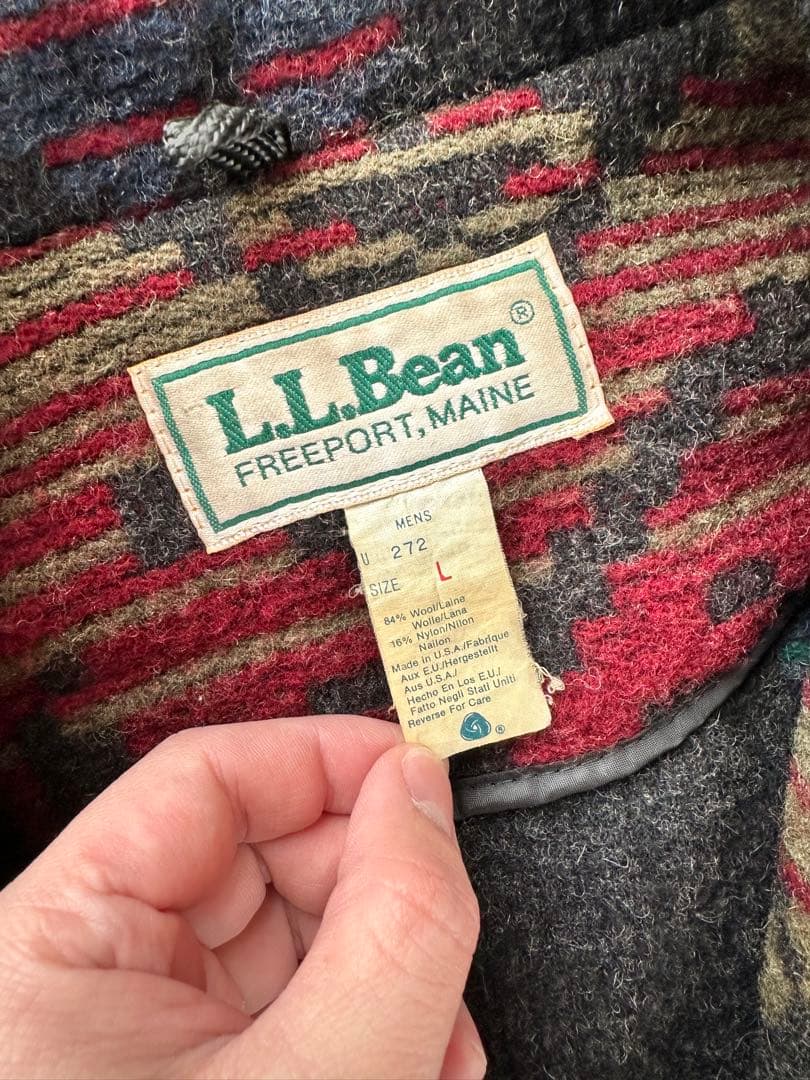 L.L.Bean ®
FREEPORT, MAINE
MENS
U 272
SIZE L
84% Wool/Laine
Wolle/Lana
16% Nylon/Nilon
Nailon
Made in U.S.A./Fabrique
Aux E.U./Hergestellt
Aus U.S.A./
Hecho En Los E.U./
Fatto Negli Stati Uniti
Reverse For Care
®